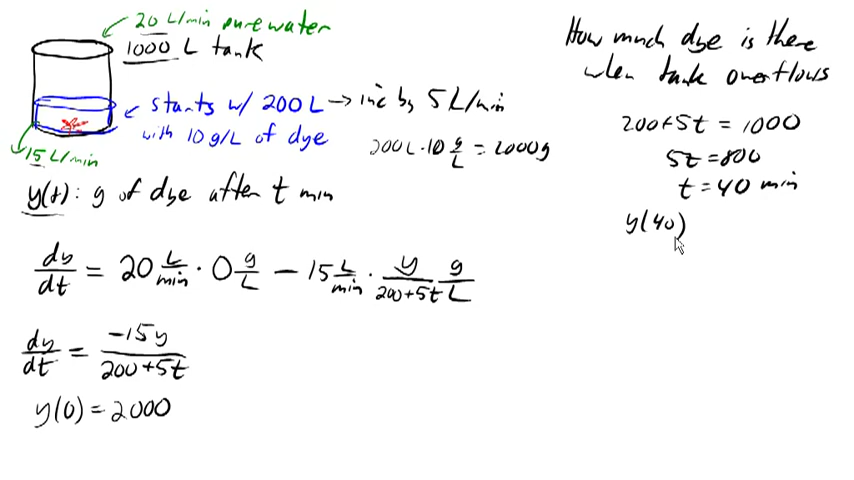 20 L/min pure water
1000 L tank
starts w/ 200 L → inc by 5 L/min
with 10 g/L of dye
200L · 10 g/L = 2000g
15 L/min
y(t): g of dye after t min
dy/dt = 20 L/min · 0 g/L − 15 L/min · y/(200+5t) g/L
dy/dt = −15y/(200+5t)
y(0) = 2000
How much dye is there
when tank overflows
200+5t = 1000
5t = 800
t = 40 min
y(40)